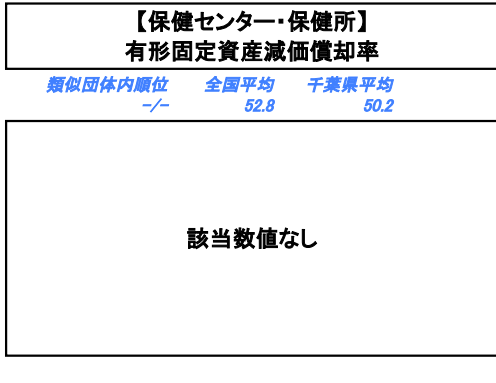 【保健センター・保健所】
有形固定資産減価償却率
類似団体内順位 全国平均 千葉県平均
-/- 52.8 50.2
該当数値なし